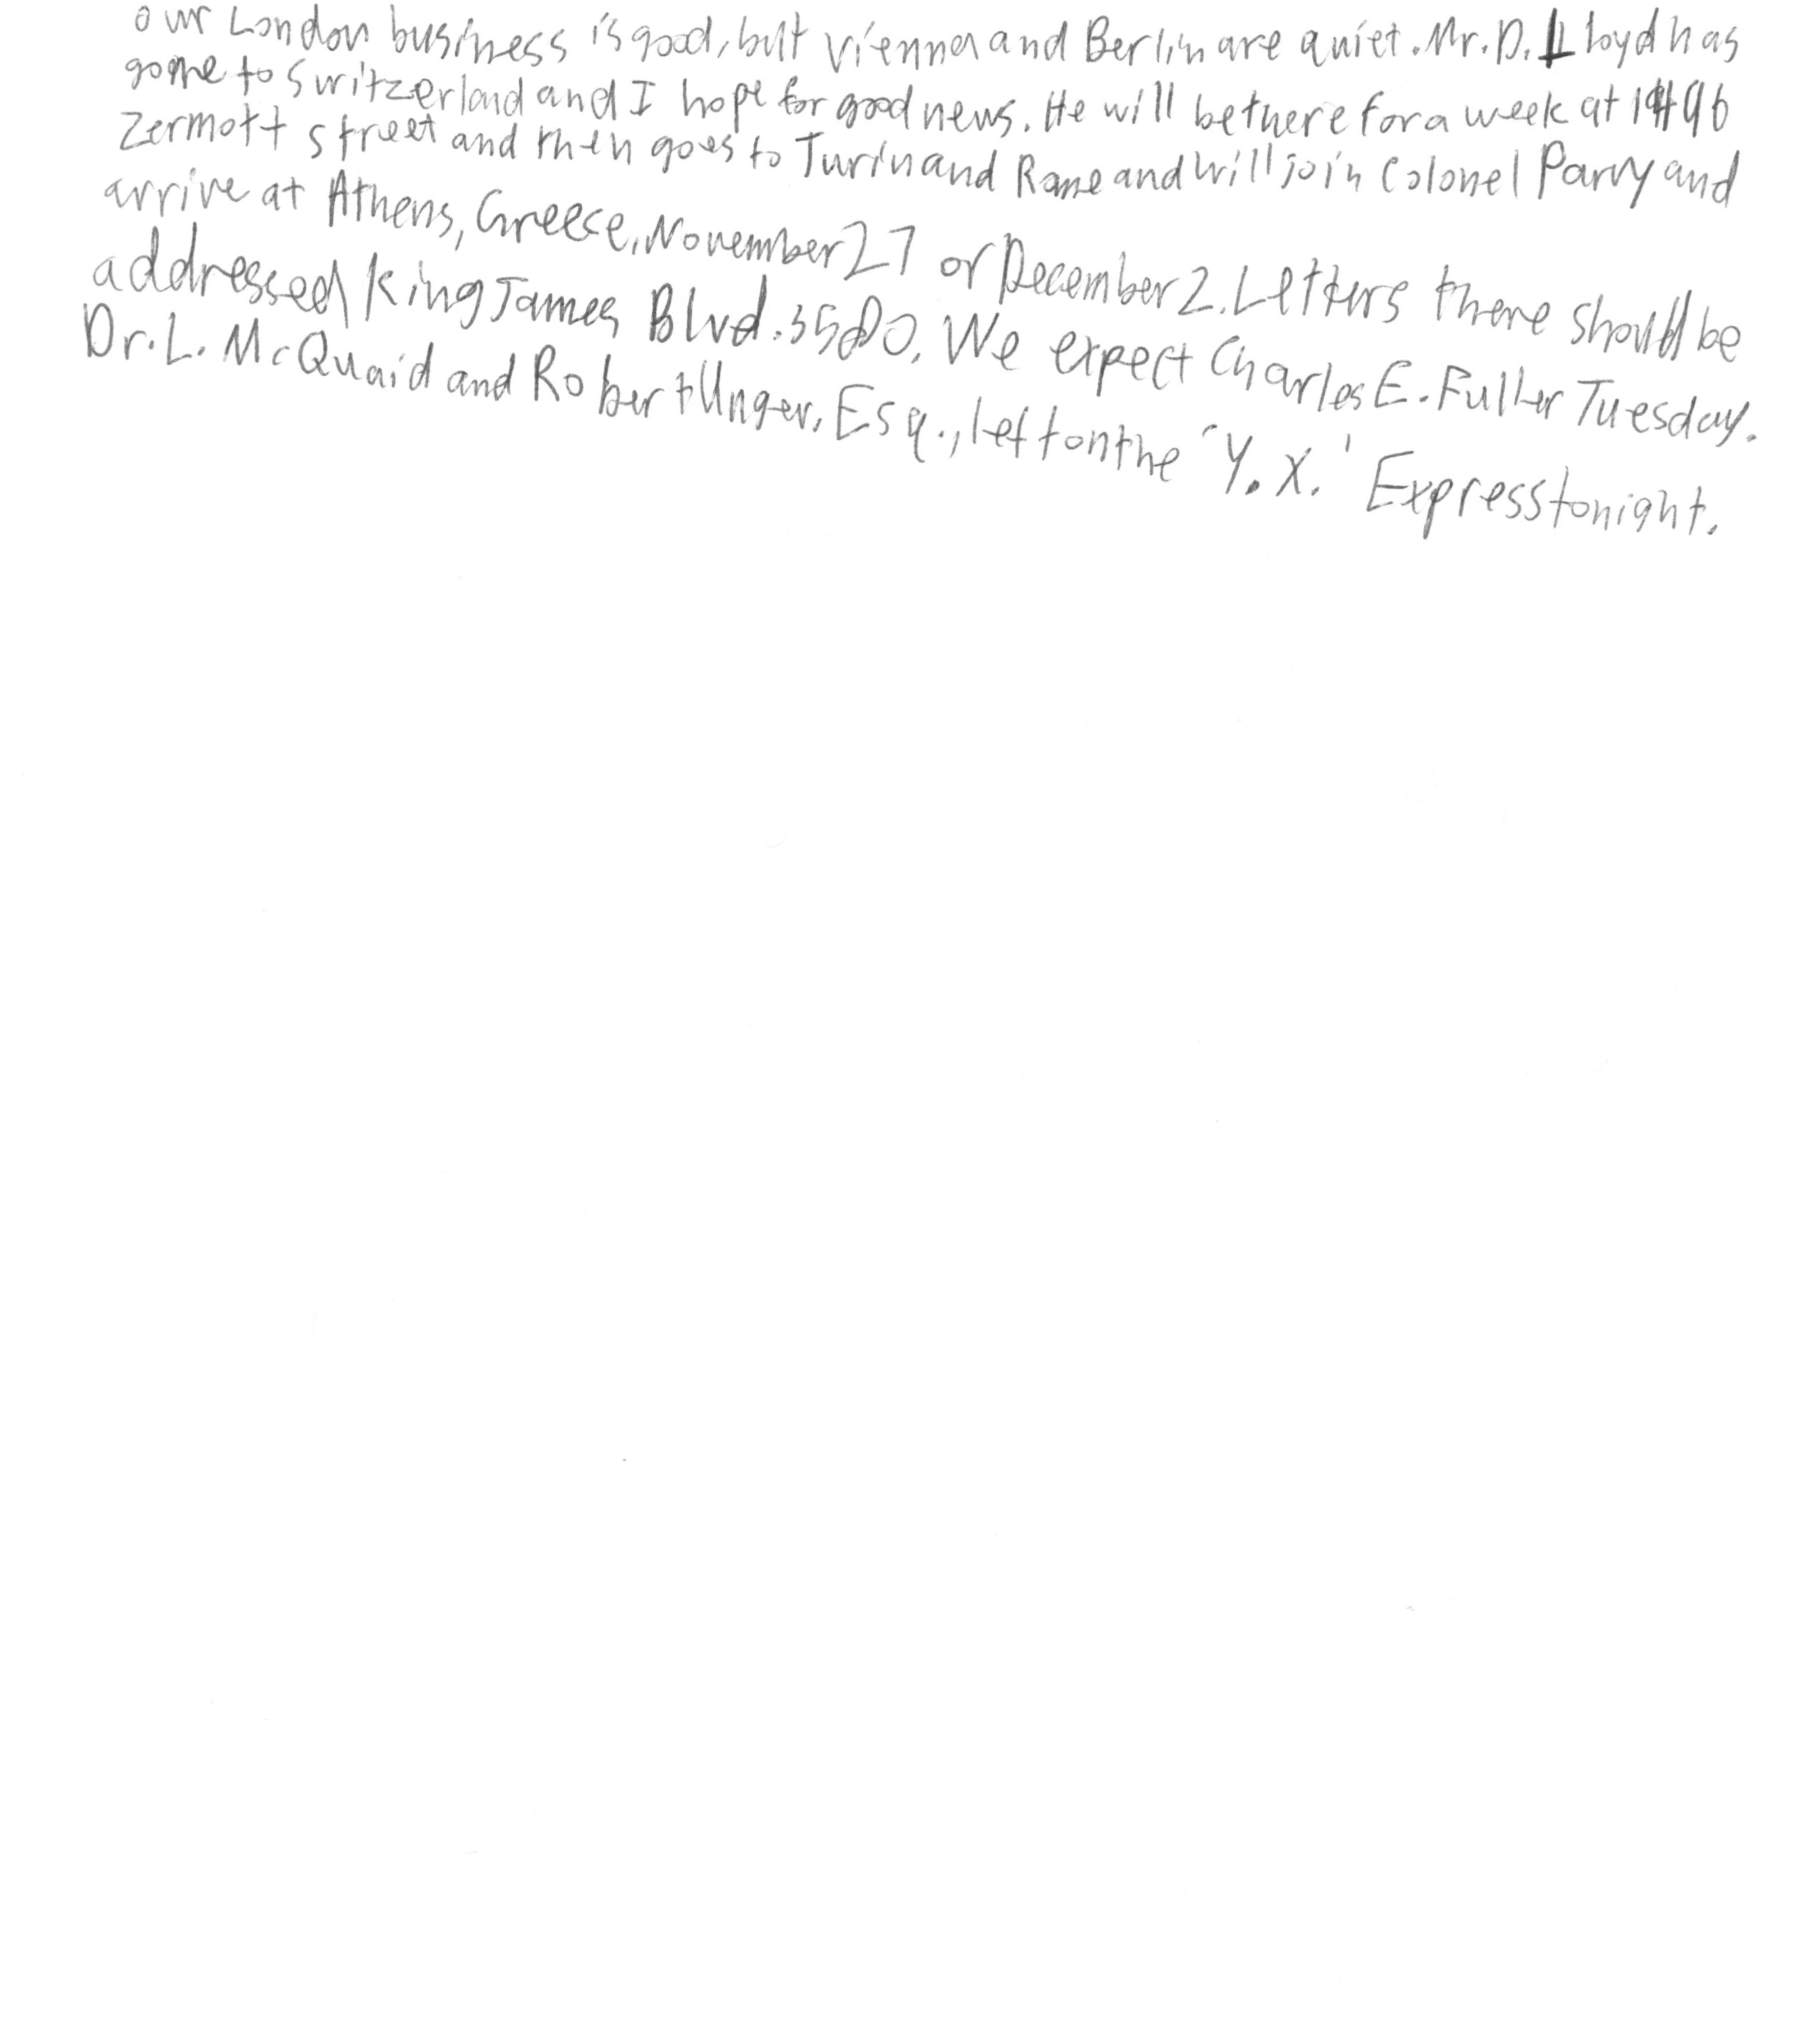 our London business is good, but Vienna and Berlin are quiet. Mr. D. Lloyd has
gone to Switzerland and I hope for good news. He will be there for a week at 1496
Zermott street and then goes to Turin and Rome and will join Colonel Parry and
arrive at Athens, Greece, November 27 or December 2. Letters there should be
addressed King James Blvd. 3580. We expect Charles E. Fuller Tuesday.
Dr. L. McQuaid and Robert Unger, Esq., left on the 'Y. X.' Express tonight.